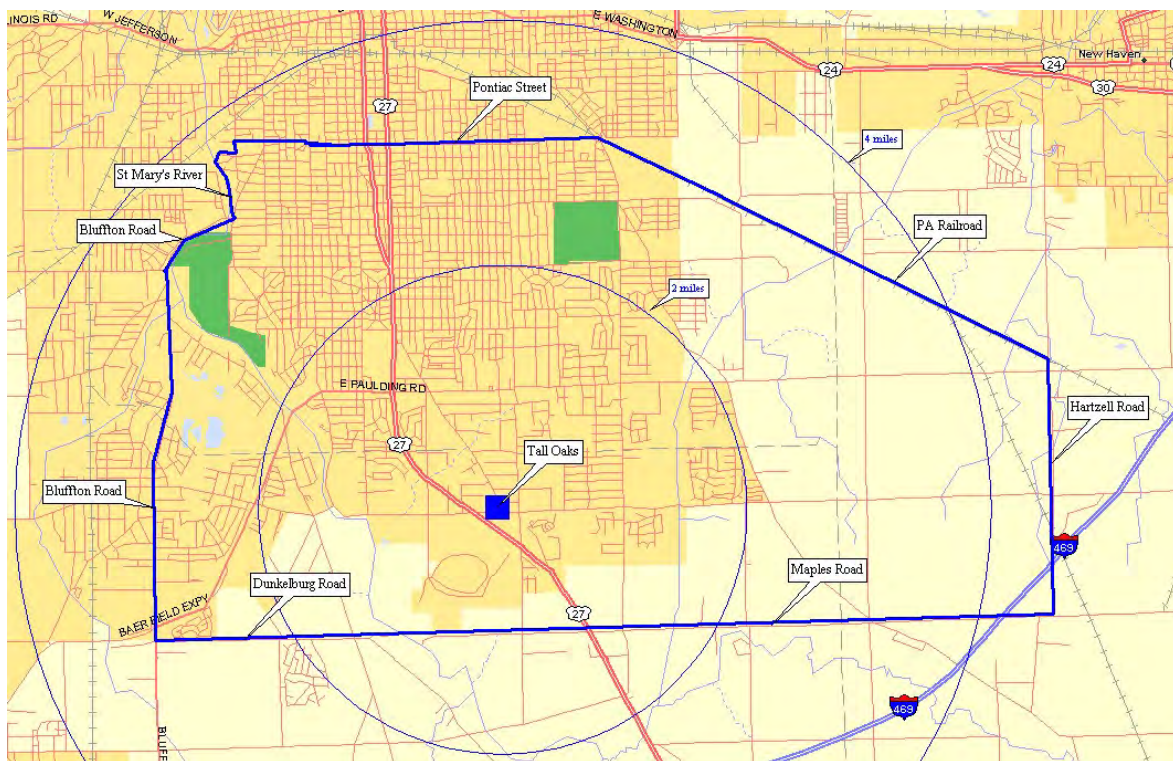 INOIS RD
W JEFFERSON
E WASHINGTON
New Haven
24
24
30
27
Pontiac Street
4 miles
St Mary's River
Bluffton Road
PA Railroad
2 miles
E PAULDING RD
Hartzell Road
27
Tall Oaks
Bluffton Road
469
Dunkelburg Road
Maples Road
BAER FIELD EXPY
27
469
BLUFF